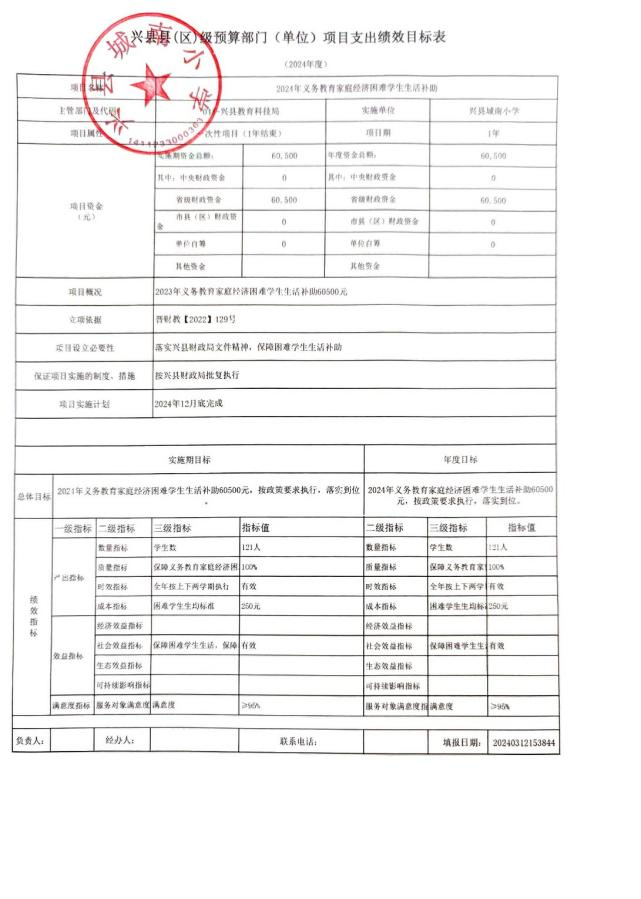 兴县县(区)级预算部门（单位）项目支出绩效目标表
（2024年度）
兴县城南小学
1411233000303
项目名称 2024年义务教育家庭经济困难学生生活补助
主管部门及代码 兴县教育科技局 实施单位 兴县城南小学
项目属性 次性项目（1年结束） 项目期 1年
项目资金（元）
实施期资金总额: 60,500 年度资金总额: 60,500
其中: 中央财政资金 0 其中: 中央财政资金 0
省级财政资金 60,500 省级财政资金 60,500
市县（区）财政资金 0 市县（区）财政资金 0
单位自筹 0 单位自筹 0
其他资金 其他资金
项目概况 2023年义务教育家庭经济困难学生生活补助60500元
立项依据 晋财教【2022】129号
项目设立必要性 落实兴县财政局文件精神，保障困难学生生活补助
保证项目实施的制度、措施 按兴县财政局批复执行
项目实施计划 2024年12月底完成
实施期目标 年度目标
总体目标 2024年义务教育家庭经济困难学生生活补助60500元，按政策要求执行，落实到位。 2024年义务教育家庭经济困难学生生活补助60500元，按政策要求执行，落实到位。
绩效指标
一级指标 二级指标 三级指标 指标值 二级指标 三级指标 指标值
产出指标
数量指标 学生数 121人 数量指标 学生数 121人
质量指标 保障义务教育家庭经济困 100% 质量指标 保障义务教育家 100%
时效指标 全年按上下两学期执行 有效 时效指标 全年按上下两学 有效
成本指标 困难学生生均标准 250元 成本指标 困难学生生均标 250元
效益指标
经济效益指标 经济效益指标
社会效益指标 保障困难学生生活，保障 有效 社会效益指标 保障困难学生生 有效
生态效益指标 生态效益指标
可持续影响指标 可持续影响指标
满意度指标 服务对象满意度 满意度 ≥95% 服务对象满意度指 满意度 ≥95%
负责人: 经办人: 联系电话: 填报日期: 20240312153844